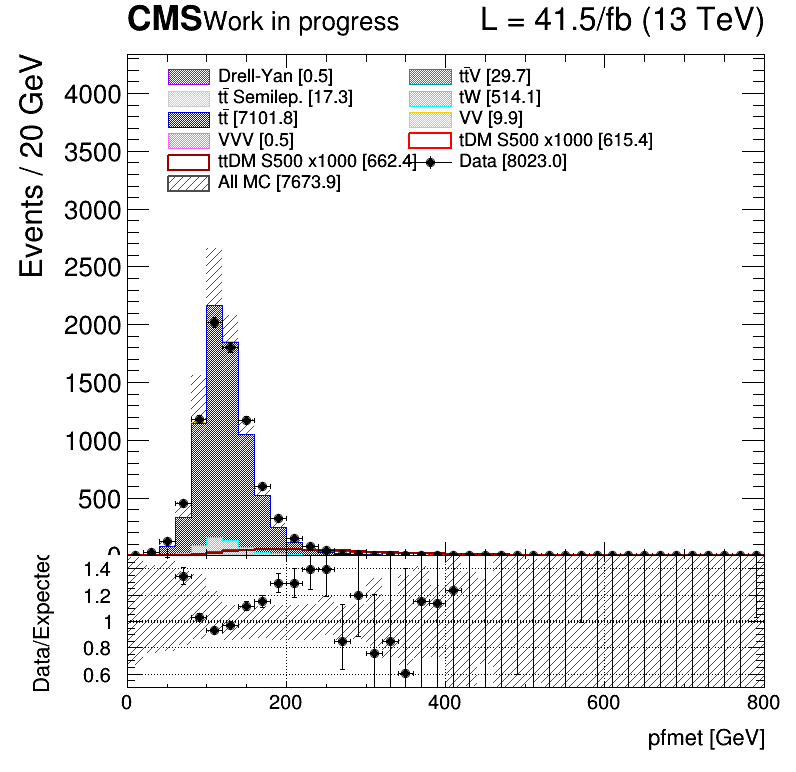 CMS Work in progress L = 41.5/fb (13 TeV)
Events / 20 GeV
Drell-Yan [0.5] tt̄V [29.7]
tt̄ Semilep. [17.3] tW [514.1]
tt̄ [7101.8] VV [9.9]
VVV [0.5] tDM S500 x1000 [615.4]
ttDM S500 x1000 [662.4] Data [8023.0]
All MC [7673.9]
4000
3500
3000
2500
2000
1500
1000
500
0
Data/Expected
1.4
1.2
1
0.8
0.6
0 200 400 600 800
pfmet [GeV]